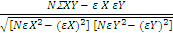 NΣXY − ε X εY
√[NεX² − (εX)²] [NεY² − (εY)²]